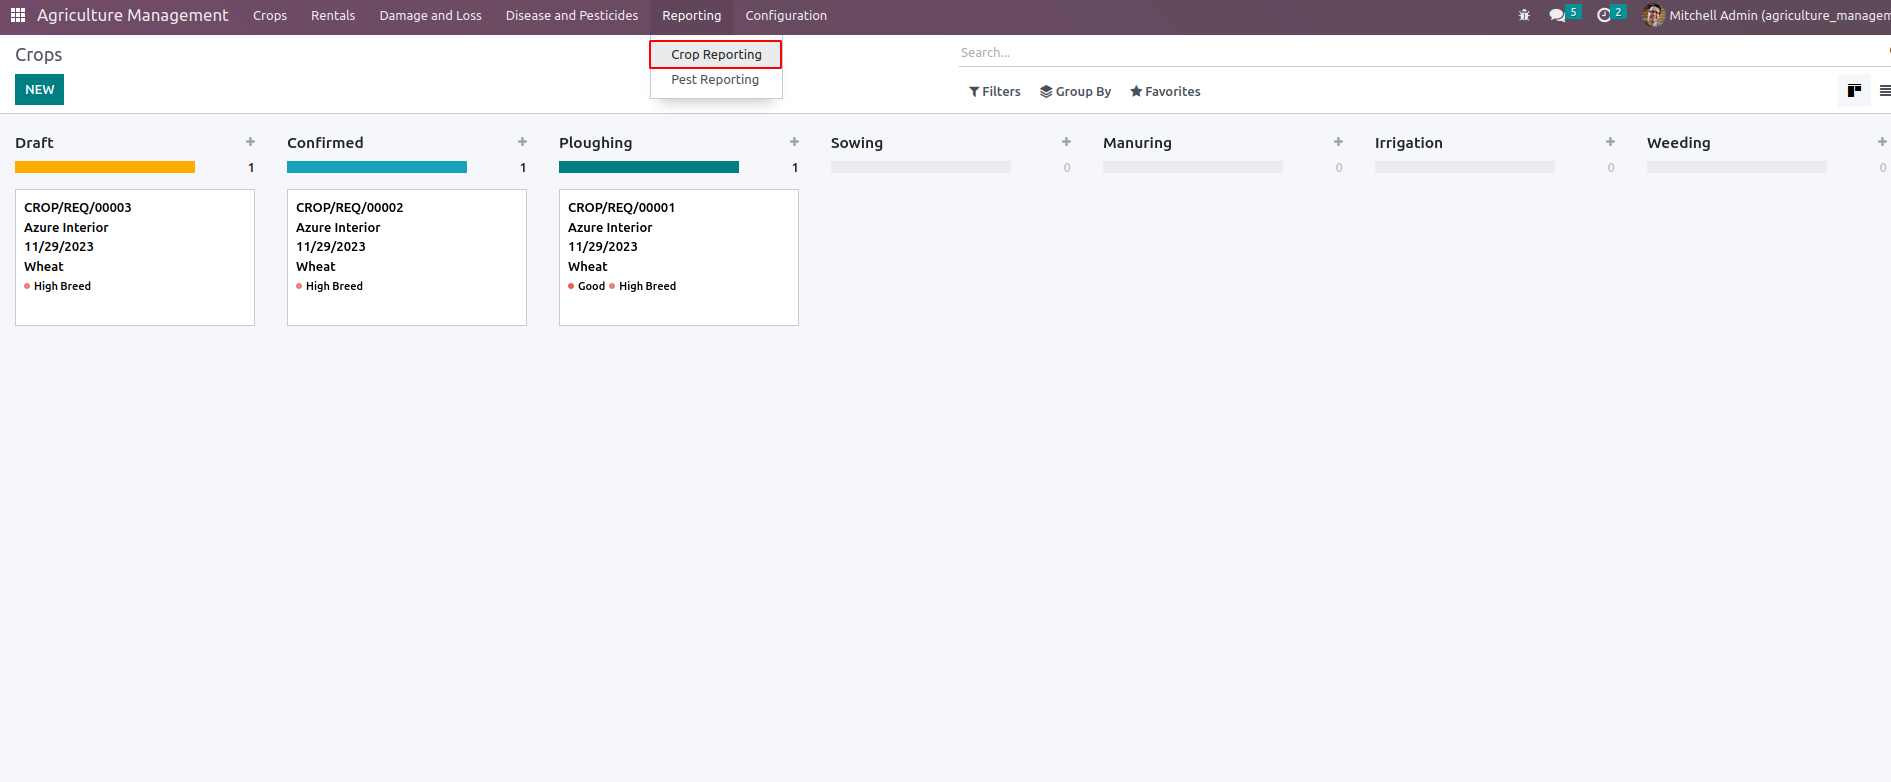 Agriculture Management Crops Rentals Damage and Loss Disease and Pesticides Reporting Configuration 5 2 Mitchell Admin (agriculture_managem
Crops
Crop Reporting
Search...
NEW
Pest Reporting
Filters Group By Favorites
Draft
1
CROP/REQ/00003
Azure Interior
11/29/2023
Wheat
High Breed
Confirmed
1
CROP/REQ/00002
Azure Interior
11/29/2023
Wheat
High Breed
Ploughing
1
CROP/REQ/00001
Azure Interior
11/29/2023
Wheat
Good High Breed
Sowing
0
Manuring
0
Irrigation
0
Weeding
0